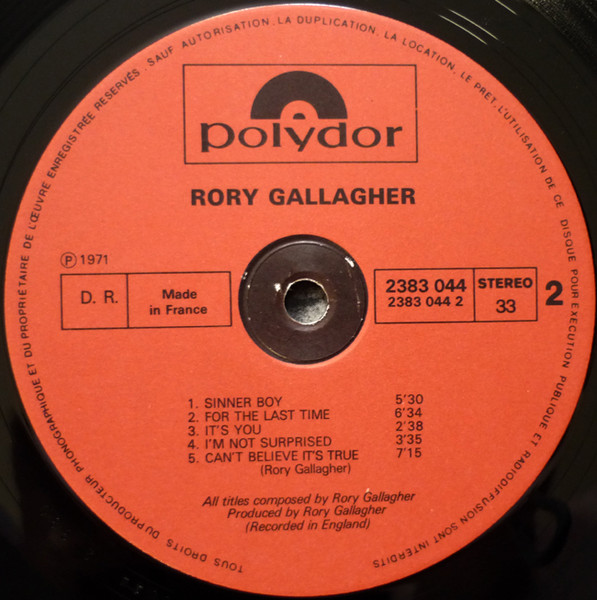 TOUS DROITS DU PRODUCTEUR PHONOGRAPHIQUE ET DU PROPRIÉTAIRE DE L'ŒUVRE ENREGISTRÉE RESERVÉS. SAUF AUTORISATION, LA DUPLICATION, LA LOCATION, LE PRET, L'UTILISATION DE CE DISQUE POUR EXECUTION PUBLIQUE ET RADIODIFFUSION SONT INTERDITS
polydor
RORY GALLAGHER
Ⓟ 1971
D. R. Made in France
2383 044
2383 044 2
STEREO
33
2
1. SINNER BOY 5'30
2. FOR THE LAST TIME 6'34
3. IT'S YOU 2'38
4. I'M NOT SURPRISED 3'35
5. CAN'T BELIEVE IT'S TRUE 7'15
(Rory Gallagher)
All titles composed by Rory Gallagher
Produced by Rory Gallagher
(Recorded in England)